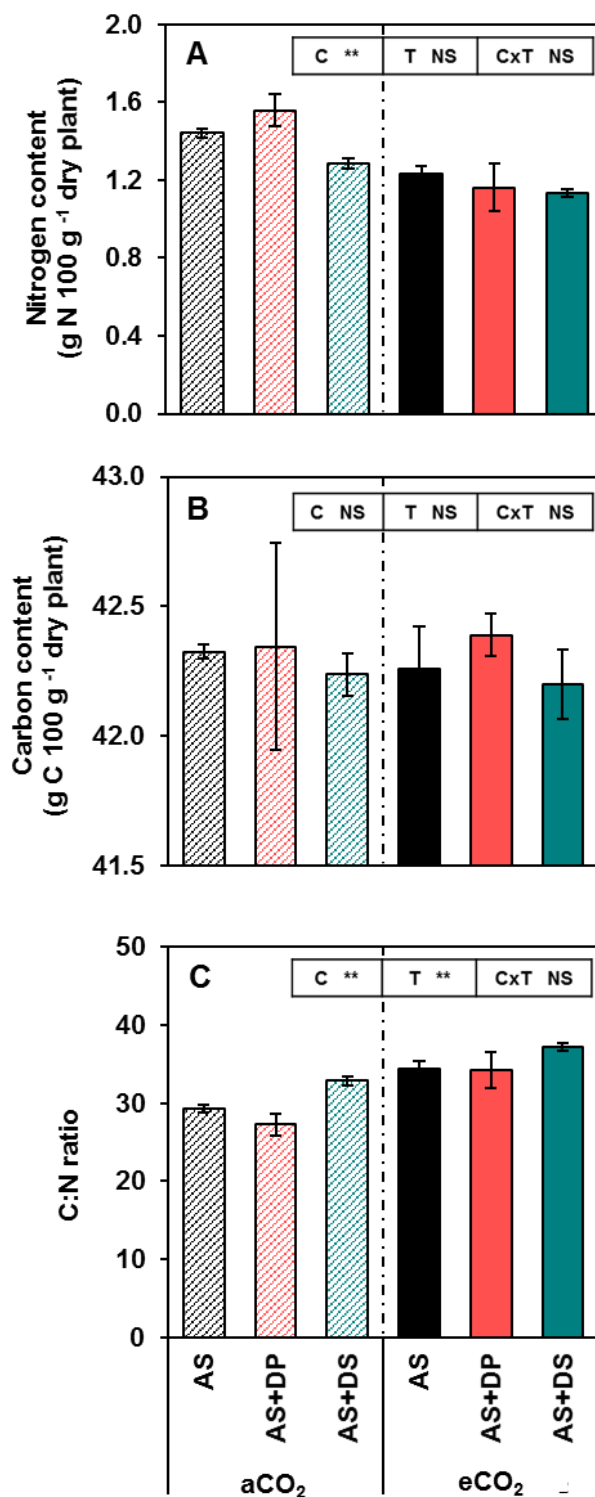 A
C ** T NS CxT NS
Nitrogen content
(g N 100 g -1 dry plant)
2.0
1.6
1.2
0.8
0.4
0.0
B
C NS T NS CxT NS
Carbon content
(g C 100 g -1 dry plant)
43.0
42.5
42.0
41.5
C
C ** T ** CxT NS
C:N ratio
50
40
30
20
10
0
AS AS+DP AS+DS AS AS+DP AS+DS
aCO2 eCO2